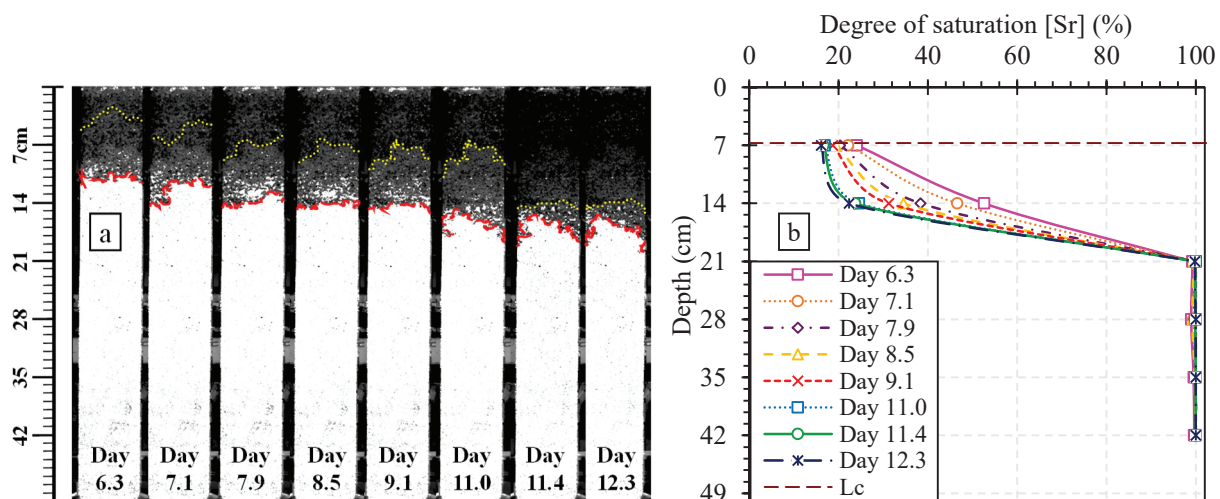 7cm
14
21
28
35
42
a
Day
6.3
Day
7.1
Day
7.9
Day
8.5
Day
9.1
Day
11.0
Day
11.4
Day
12.3
Degree of saturation [Sr] (%)
0 20 40 60 80 100
0
7
14
21
28
35
42
49
Depth (cm)
b
Day 6.3
Day 7.1
Day 7.9
Day 8.5
Day 9.1
Day 11.0
Day 11.4
Day 12.3
Lc